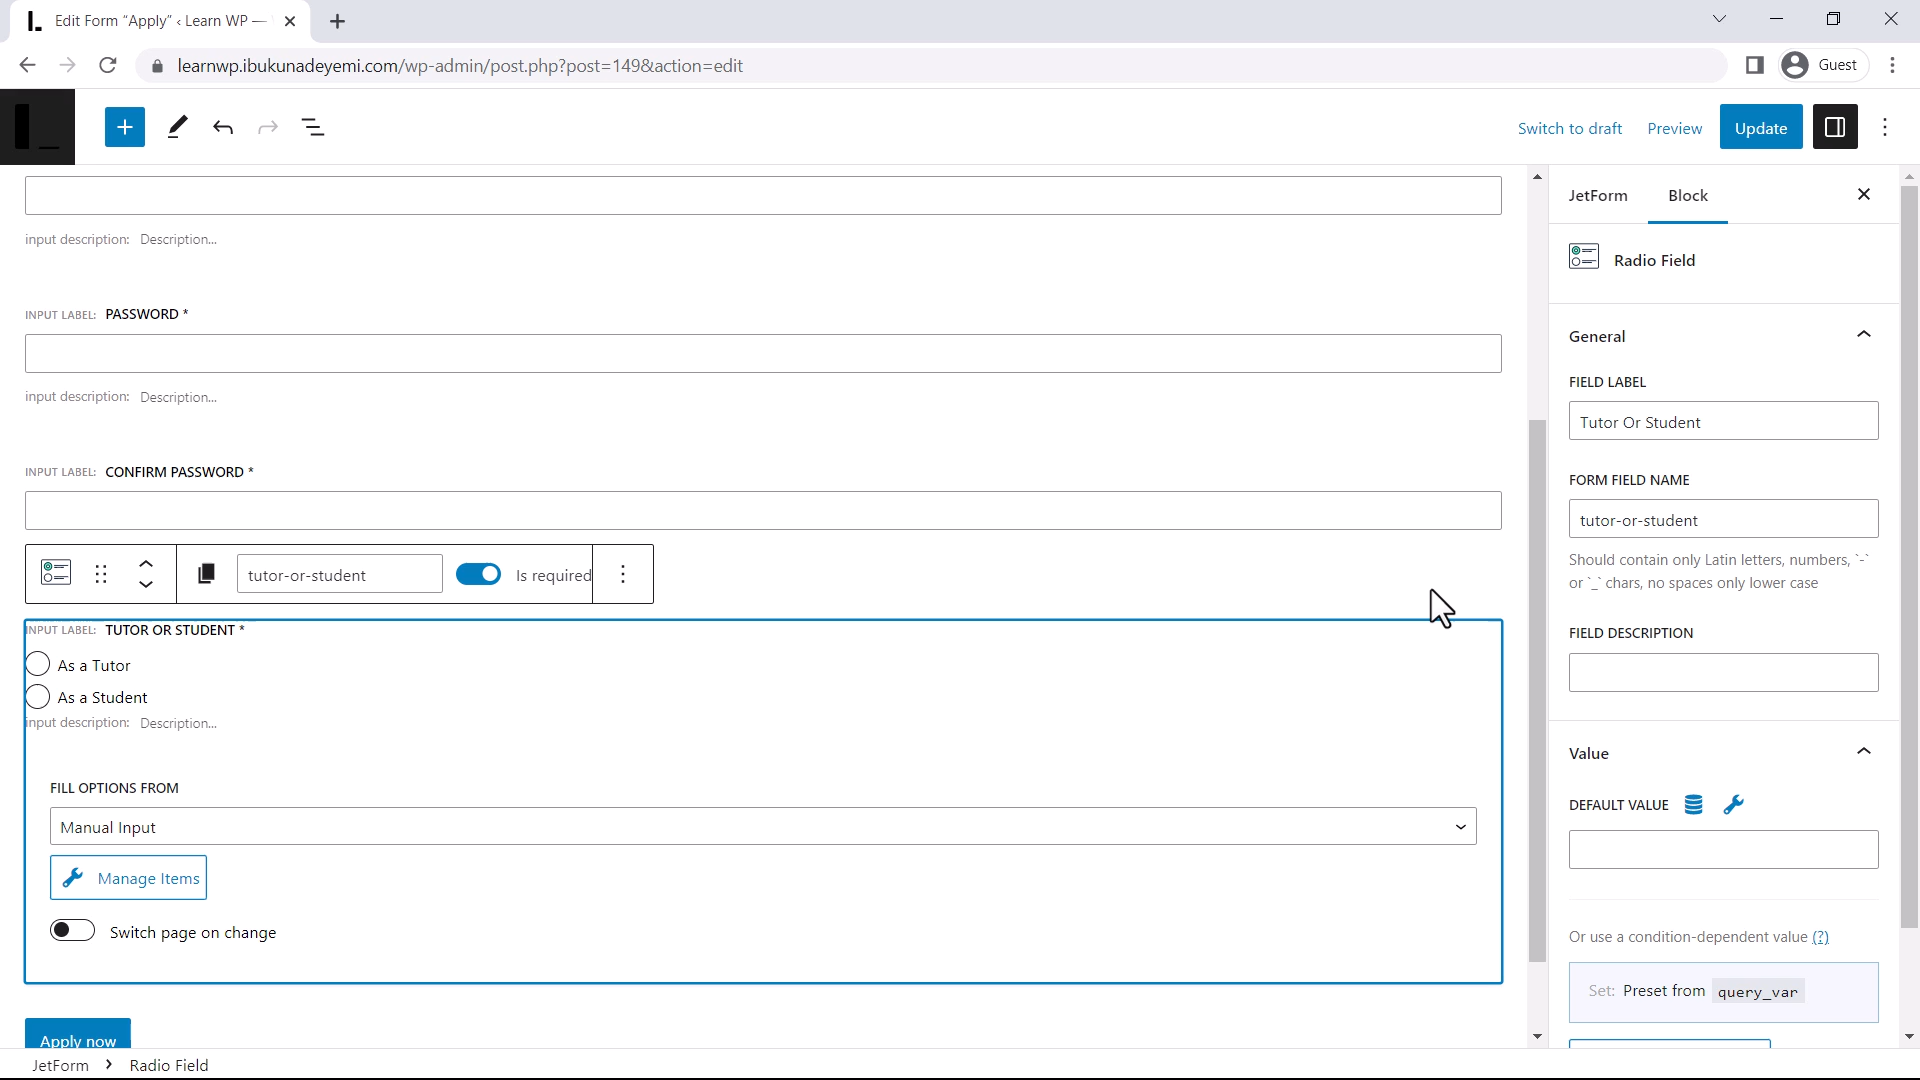 Edit Form “Apply” ‹ Learn WP —
learnwp.ibukunadeyemi.com/wp-admin/post.php?post=149&action=edit
Guest
Switch to draft
Preview
Update
input description: Description...
INPUT LABEL: PASSWORD *
input description: Description...
INPUT LABEL: CONFIRM PASSWORD *
tutor-or-student
Is required
INPUT LABEL: TUTOR OR STUDENT *
As a Tutor
As a Student
input description: Description...
FILL OPTIONS FROM
Manual Input
Manage Items
Switch page on change
Apply now
JetForm
Block
Radio Field
General
FIELD LABEL
Tutor Or Student
FORM FIELD NAME
tutor-or-student
Should contain only Latin letters, numbers, `-`
or `_` chars, no spaces only lower case
FIELD DESCRIPTION
Value
DEFAULT VALUE
Or use a condition-dependent value (?)
Set: Preset from query_var
JetForm › Radio Field